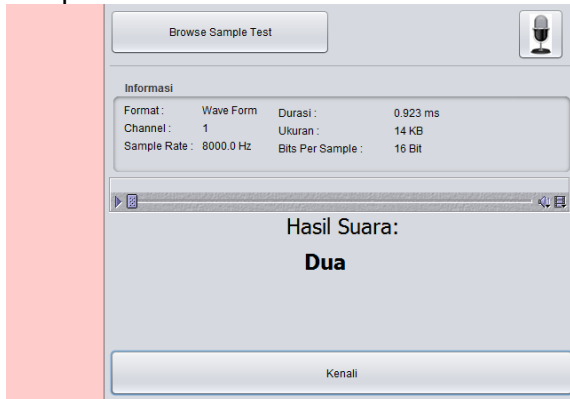 Browse Sample Test
Informasi
Format : Wave Form Durasi : 0.923 ms
Channel : 1 Ukuran : 14 KB
Sample Rate : 8000.0 Hz Bits Per Sample : 16 Bit
Hasil Suara:
Dua
Kenali